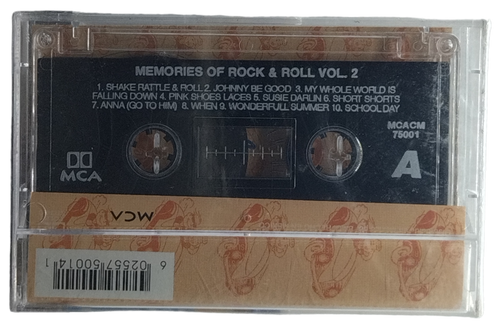 MEMORIES OF ROCK & ROLL VOL. 2
1. SHAKE RATTLE & ROLL 2. JOHNNY BE GOOD 3. MY WHOLE WORLD IS
FALLING DOWN 4. PINK SHOES LACES 5. SUSIE DARLIN 6. SHORT SHORTS
7. ANNA (GO TO HIM) 8. WHEN 9. WONDERFULL SUMMER 10. SCHOOL DAY
MCACM
75001
A
MCA
MCA
6 02557 50014 1